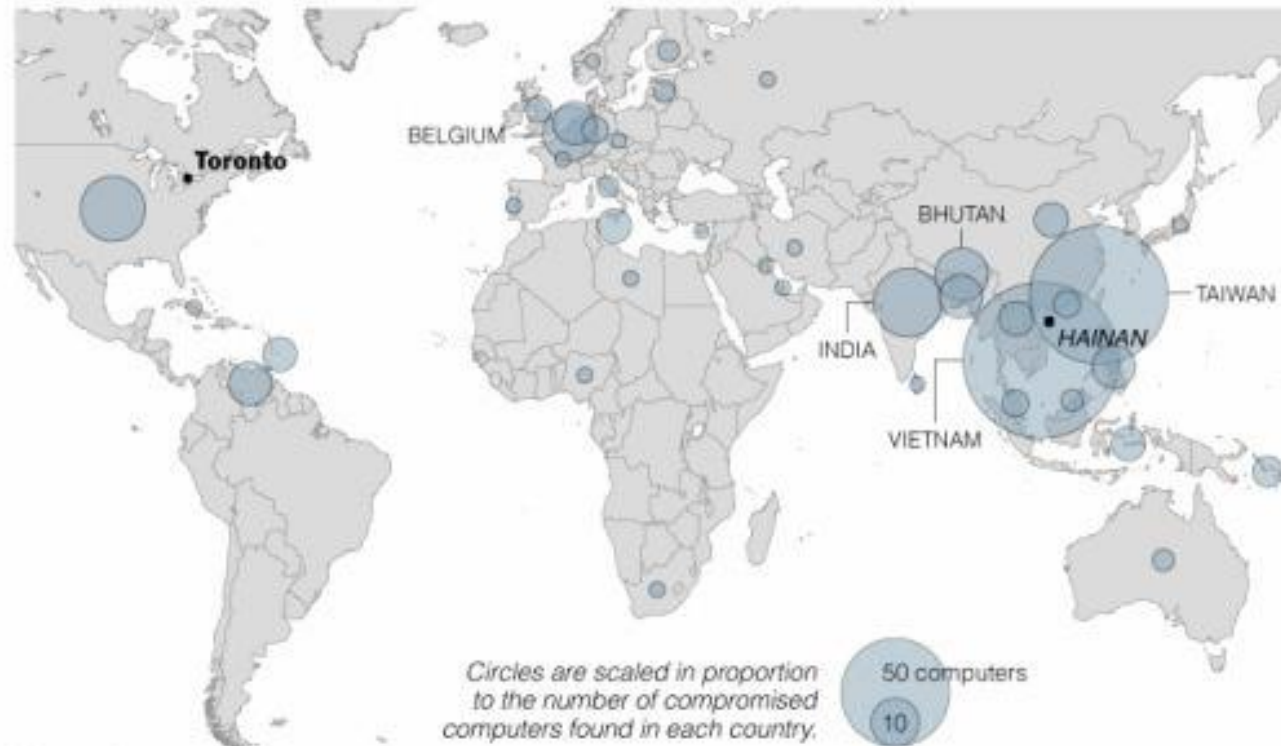 BELGIUM
Toronto
BHUTAN
TAIWAN
HAINAN
INDIA
VIETNAM
Circles are scaled in proportion
to the number of compromised
computers found in each country.
50 computers
10